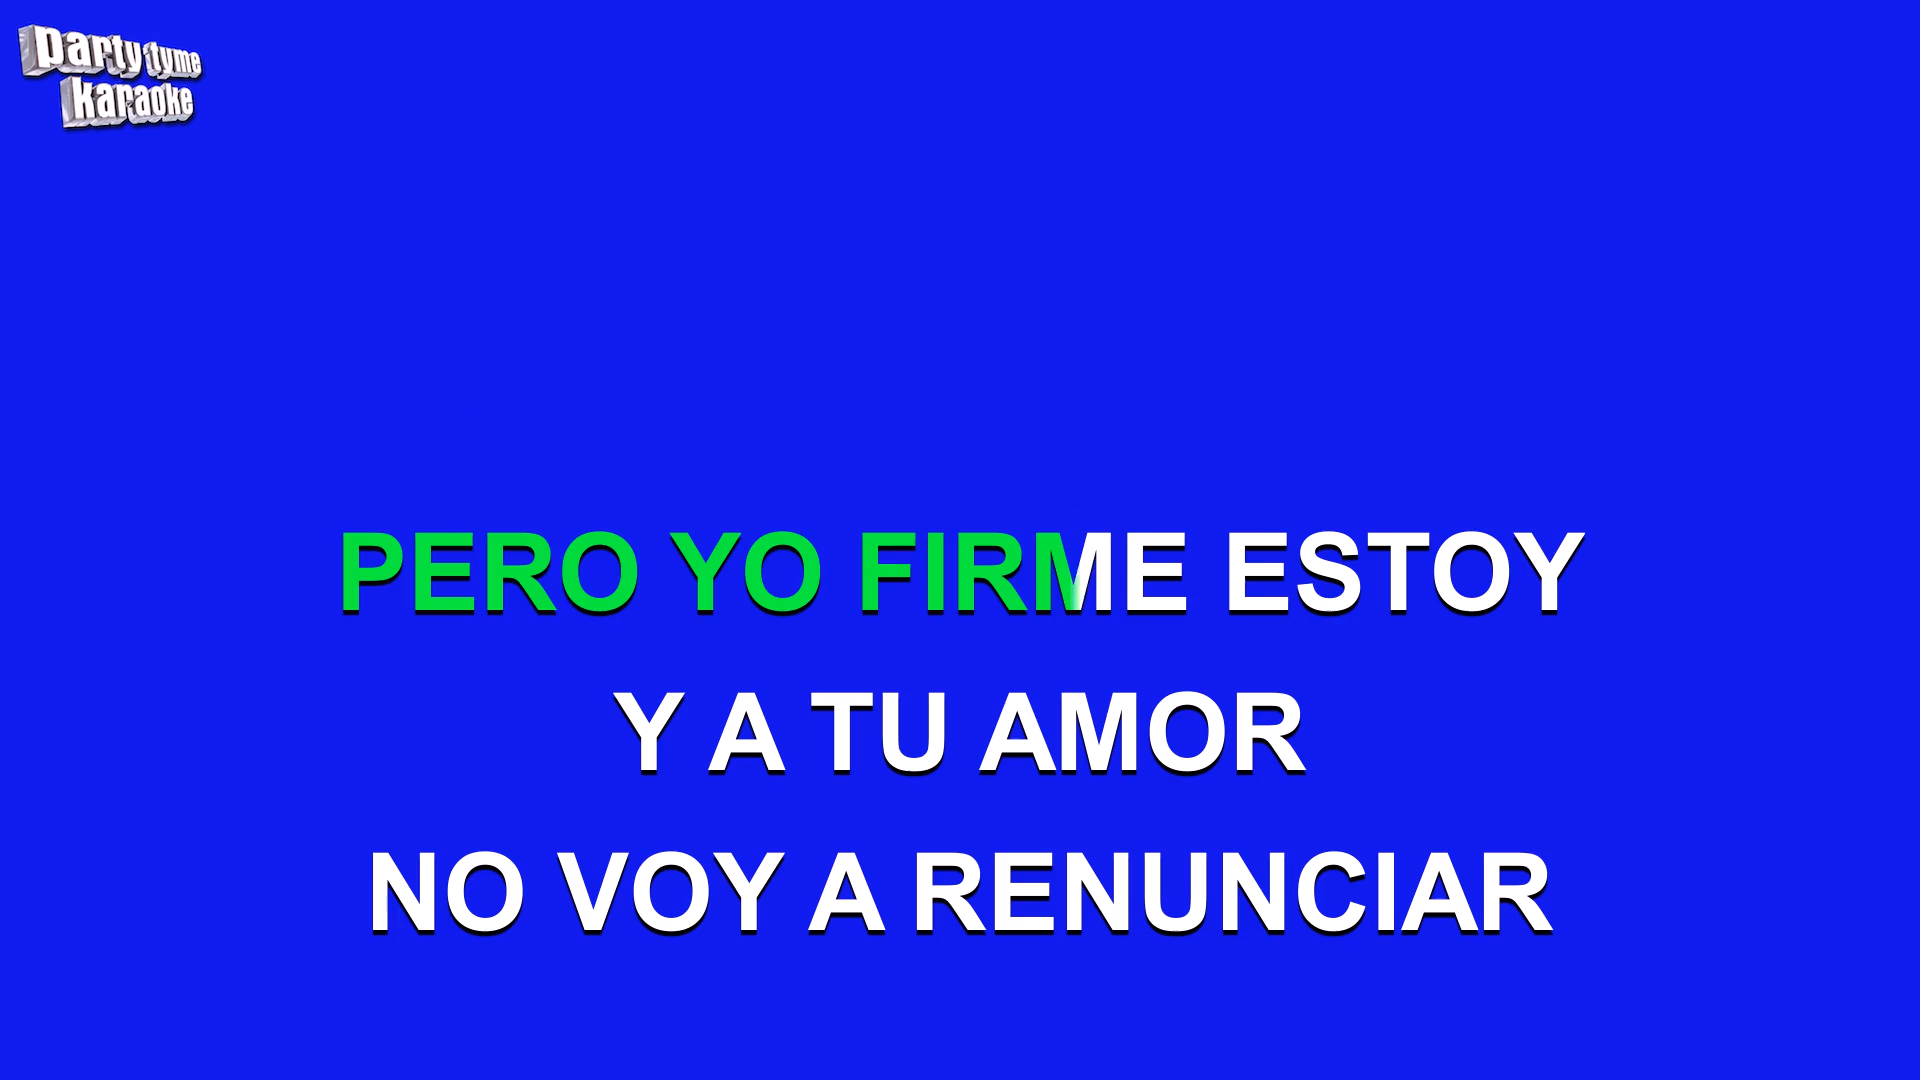 party tyme
karaoke
PERO YO FIRME ESTOY
Y A TU AMOR
NO VOY A RENUNCIAR